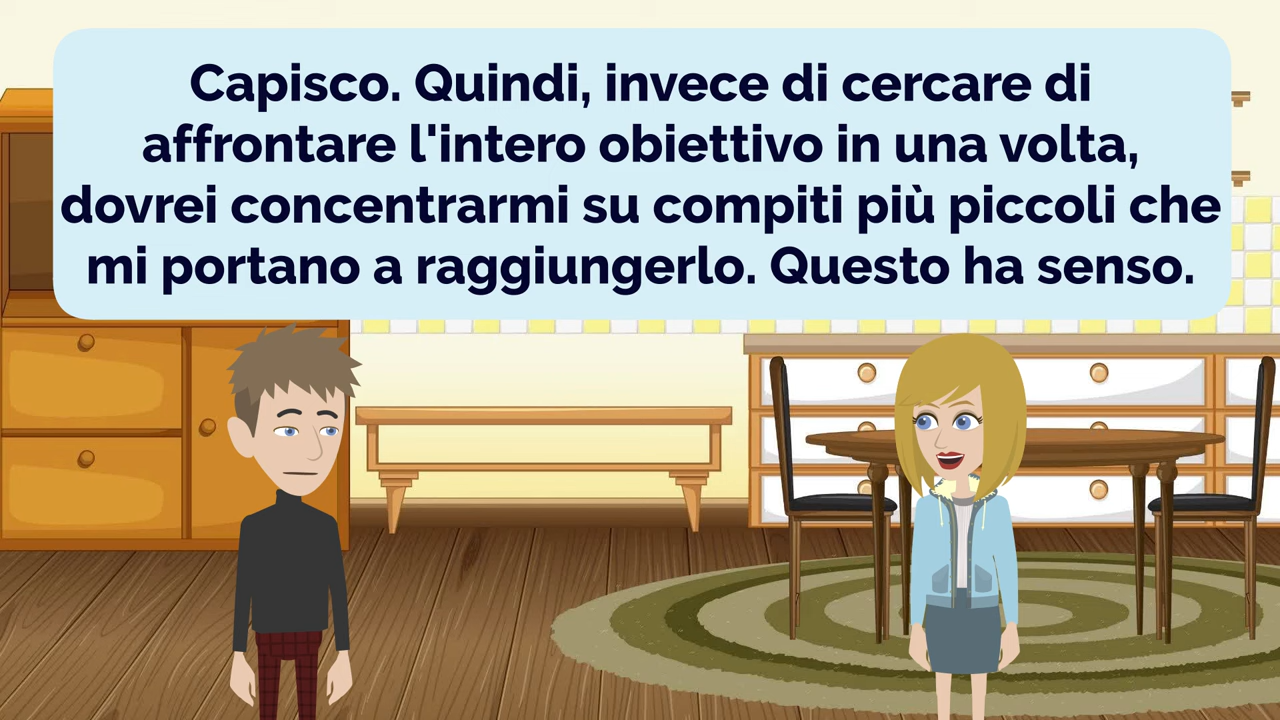 Capisco. Quindi, invece di cercare di
affrontare l'intero obiettivo in una volta,
dovrei concentrarmi su compiti più piccoli che
mi portano a raggiungerlo. Questo ha senso.